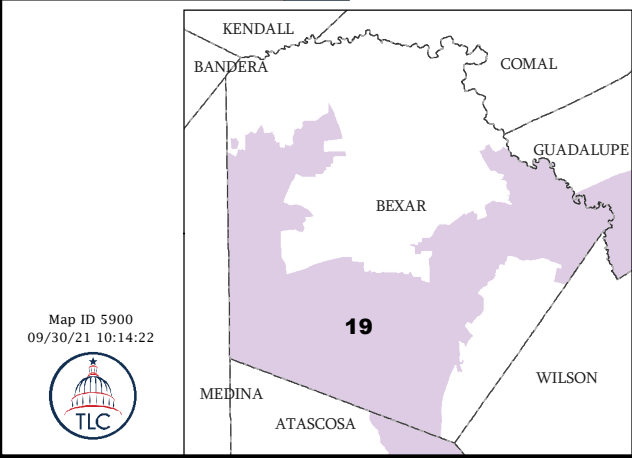 KENDALL
BANDERA
COMAL
GUADALUPE
BEXAR
19
Map ID 5900
09/30/21 10:14:22
TLC
MEDINA
WILSON
ATASCOSA